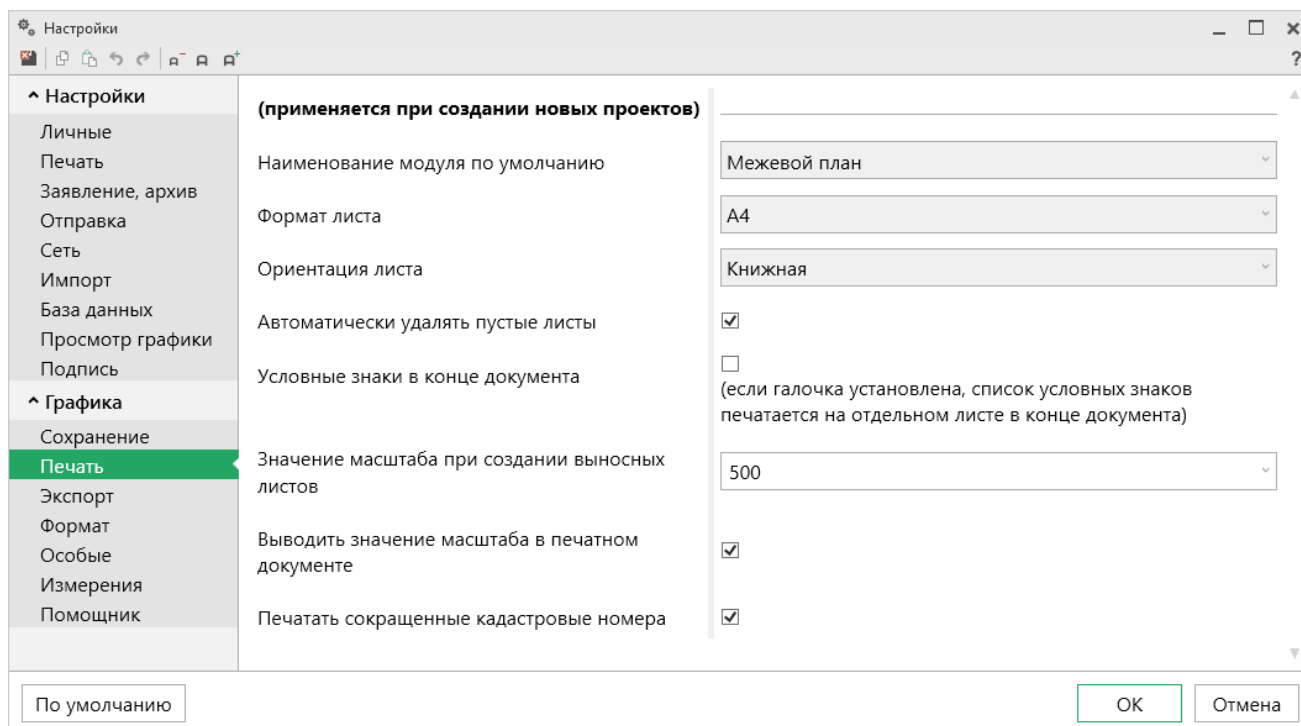 Настройки
?
Настройки
Личные
Печать
Заявление, архив
Отправка
Сеть
Импорт
База данных
Просмотр графики
Подпись
Графика
Сохранение
Печать
Экспорт
Формат
Особые
Измерения
Помощник
(применяется при создании новых проектов)
Наименование модуля по умолчанию
Межевой план
Формат листа
A4
Ориентация листа
Книжная
Автоматически удалять пустые листы
Условные знаки в конце документа
(если галочка установлена, список условных знаков
печатается на отдельном листе в конце документа)
Значение масштаба при создании выносных
листов
500
Выводить значение масштаба в печатном
документе
Печатать сокращенные кадастровые номера
По умолчанию
ОК
Отмена